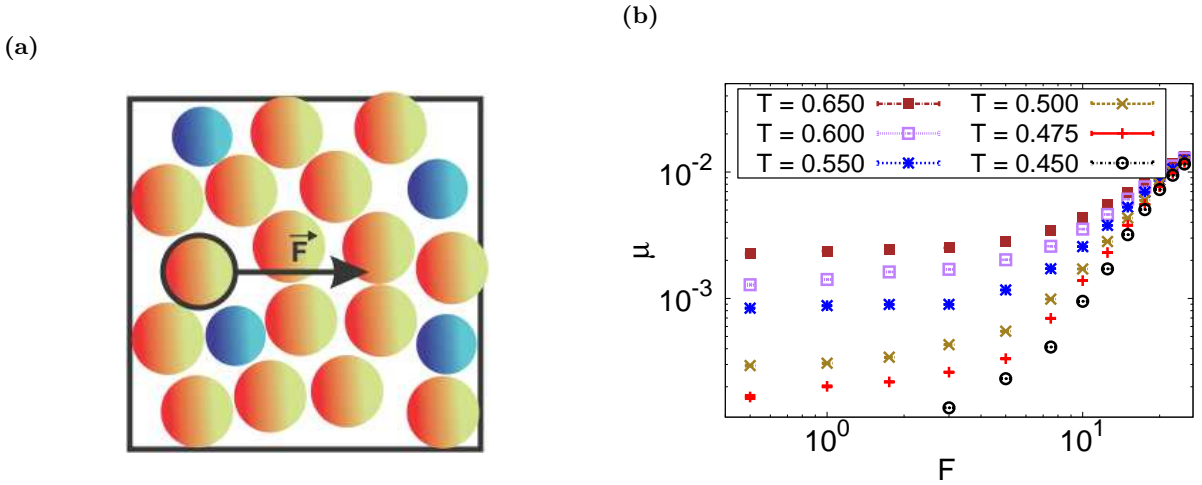 (a)
F
(b)
μ
10⁻²
10⁻³
T = 0.650
T = 0.600
T = 0.550
T = 0.500
T = 0.475
T = 0.450
10⁰
10¹
F